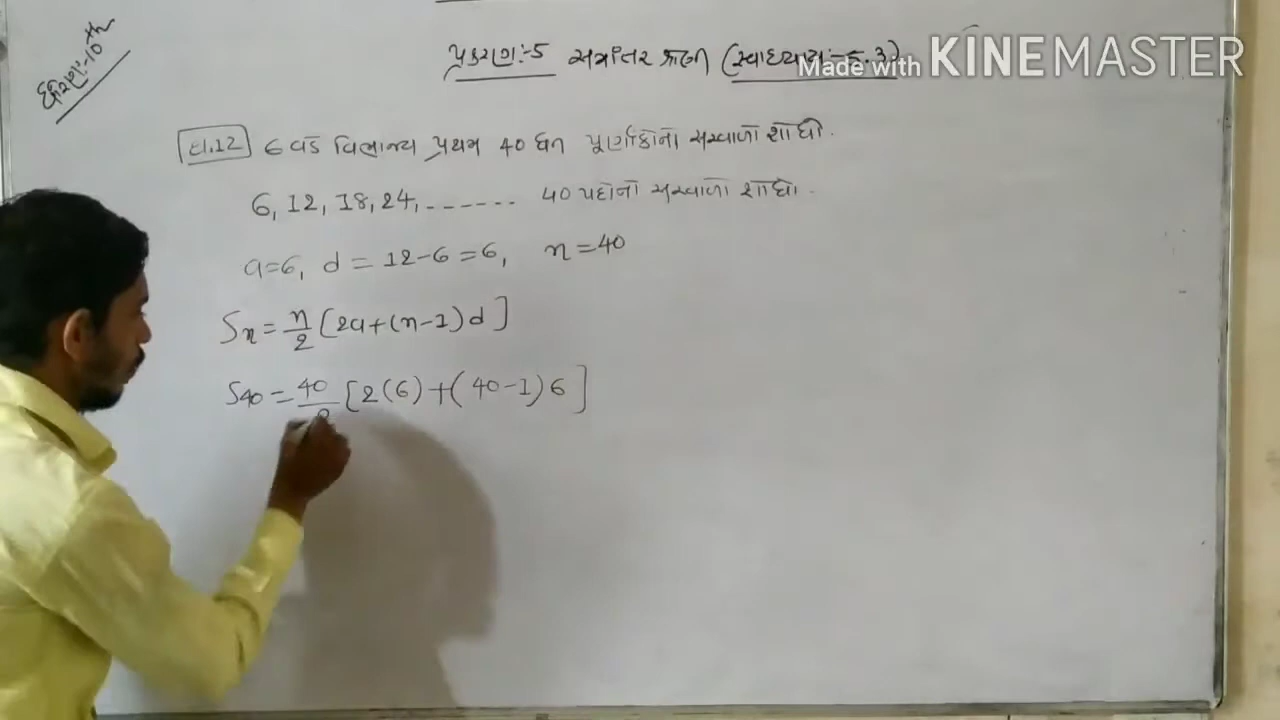 ધોરણ:-10th
પ્રકરણ:-5 સમાંતર શ્રેણી (સ્વાધ્યાય:-5.3)
Made with KINEMASTER
દા.12 6 વડે વિભાજ્ય પ્રથમ 40 ધન પૂર્ણાંકોનો સરવાળો શોધો.
6, 12, 18, 24, ------- 40 પદોનો સરવાળો શોધો.
a=6, d = 12-6 = 6, n = 40
Sn = n/2 [2a+(n-1)d]
S40 = 40/2 [2(6)+(40-1)6]